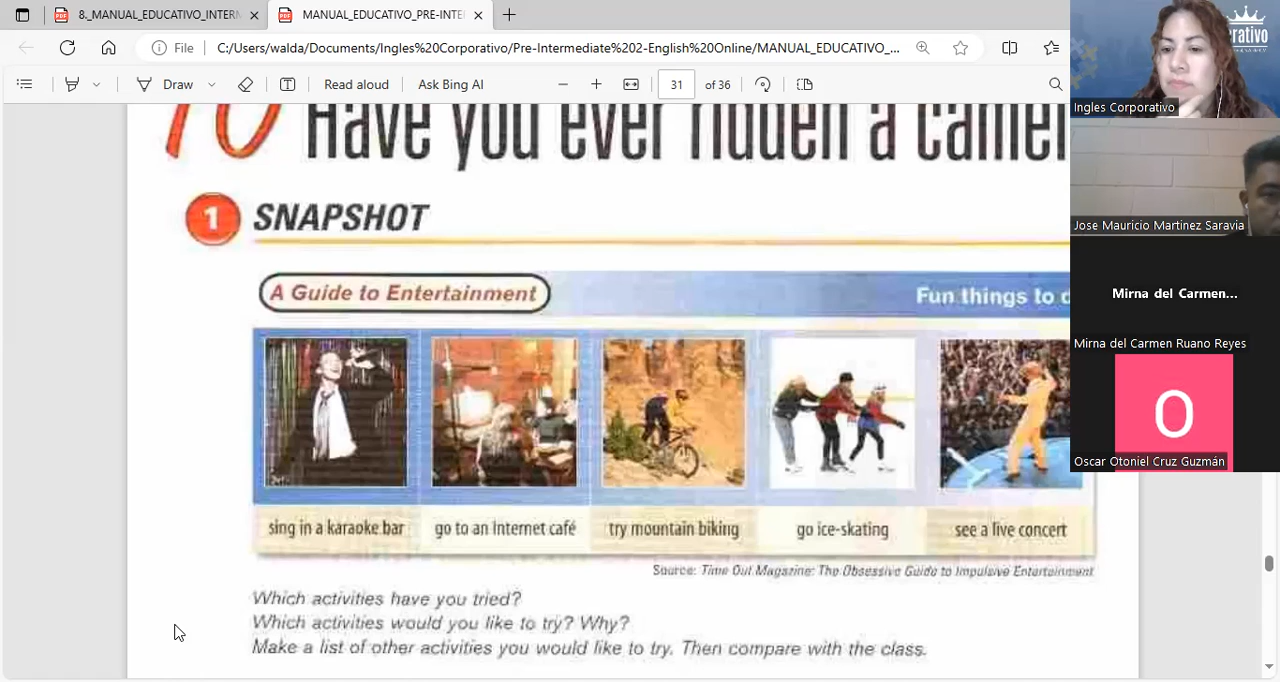 8._MANUAL_EDUCATIVO_INTERN
MANUAL_EDUCATIVO_PRE-INTE
File
C:/Users/walda/Documents/Ingles%20Corporativo/Pre-Intermediate%202-English%20Online/MANUAL_EDUCATIVO_...
Draw
Read aloud
Ask Bing AI
31
of 36
10 Have you ever ridden a camel
1 SNAPSHOT
A Guide to Entertainment
Fun things to d
sing in a karaoke bar
go to an Internet café
try mountain biking
go ice-skating
see a live concert
Source: Time Out Magazine: The Obsessive Guide to Impulsive Entertainment
Which activities have you tried?
Which activities would you like to try? Why?
Make a list of other activities you would like to try. Then compare with the class.
Ingles Corporativo
Jose Mauricio Martinez Saravia
Mirna del Carmen...
Mirna del Carmen Ruano Reyes
O
Oscar Otoniel Cruz Guzmán